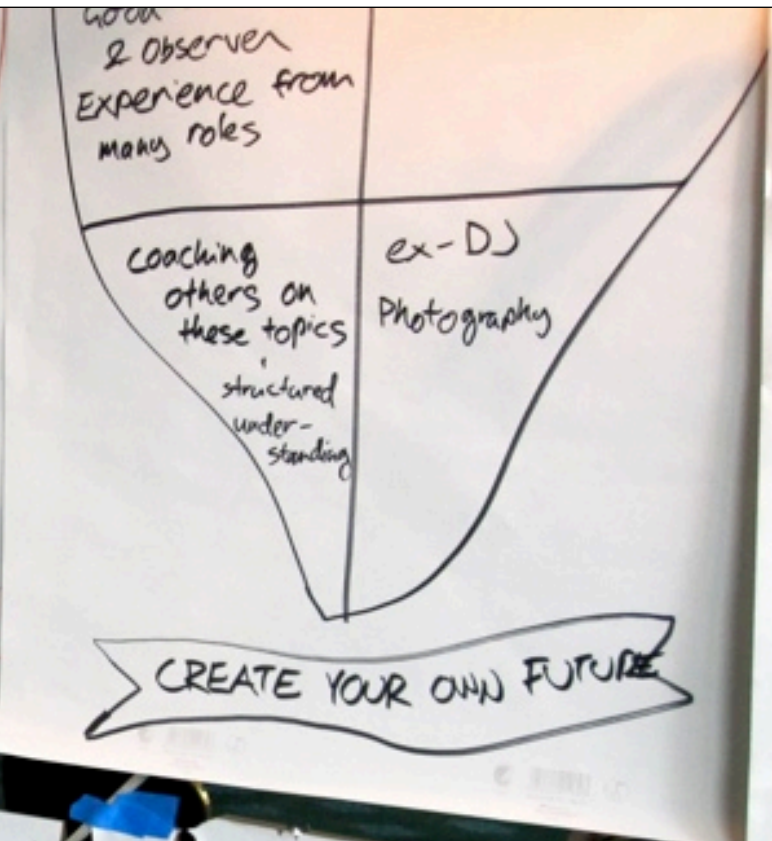 Good
& Observer
Experience from
many roles
coaching
others on
these topics
structured
under-
standing
ex-DJ
Photography
CREATE YOUR OWN FUTURE